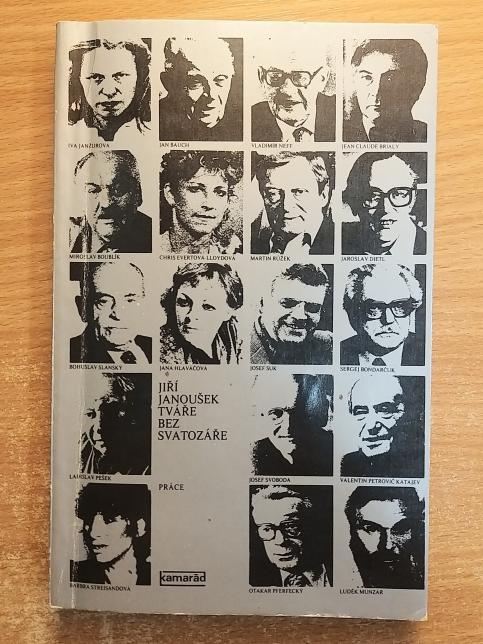 IVA JANŽUROVÁ
JAN BAUCH
VLADIMÍR NEFF
JEAN CLAUDE BRIALY
MIROSLAV BOUBLÍK
CHRIS EVERTOVÁ-LLOYDOVÁ
MARTIN RŮŽEK
JAROSLAV DIETL
BOHUSLAV SLÁNSKÝ
JANA HLAVÁČOVÁ
JOSEF SUK
SERGEJ BONDARČUK
JIŘÍ
JANOUŠEK
TVÁŘE
BEZ
SVATOZÁŘE
LADISLAV PEŠEK
JOSEF SVOBODA
VALENTIN PETROVIČ KATAJEV
PRÁCE
kamarád
BARBRA STREISANDOVÁ
OTAKAR PFERFECKÝ
LUDĚK MUNZAR